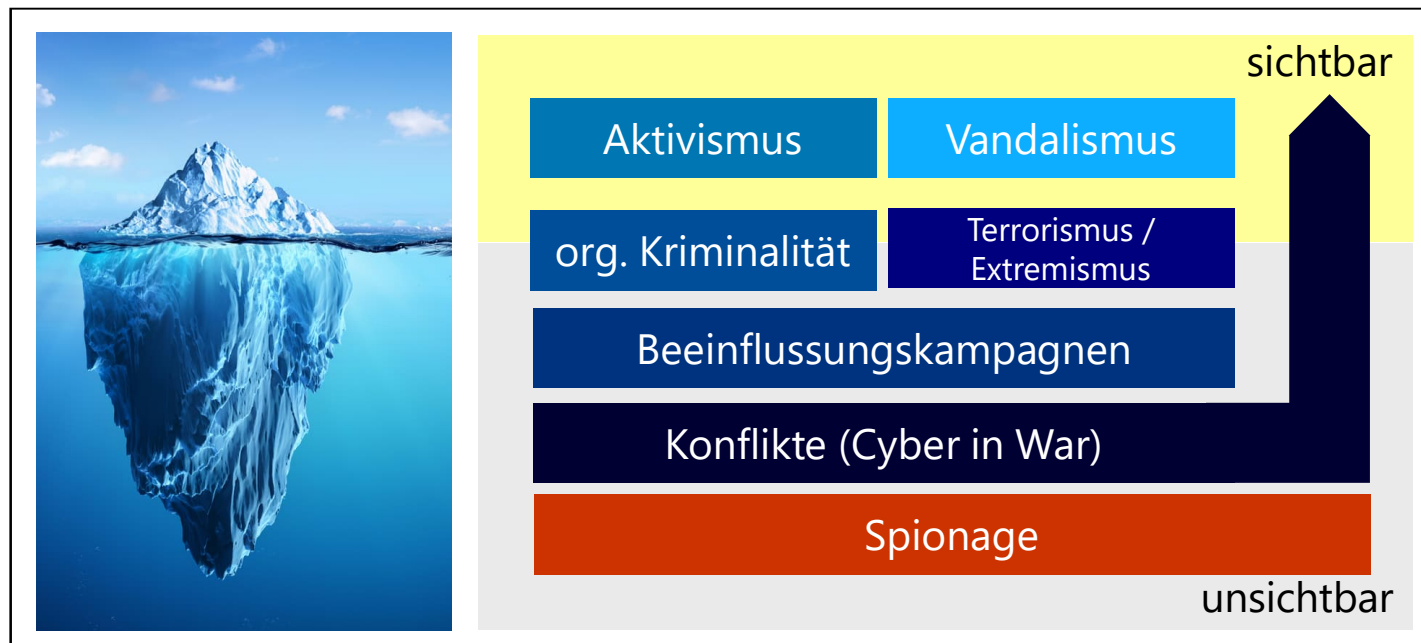 sichtbar
Aktivismus
Vandalismus
org. Kriminalität
Terrorismus /
Extremismus
Beeinflussungskampagnen
Konflikte (Cyber in War)
Spionage
unsichtbar